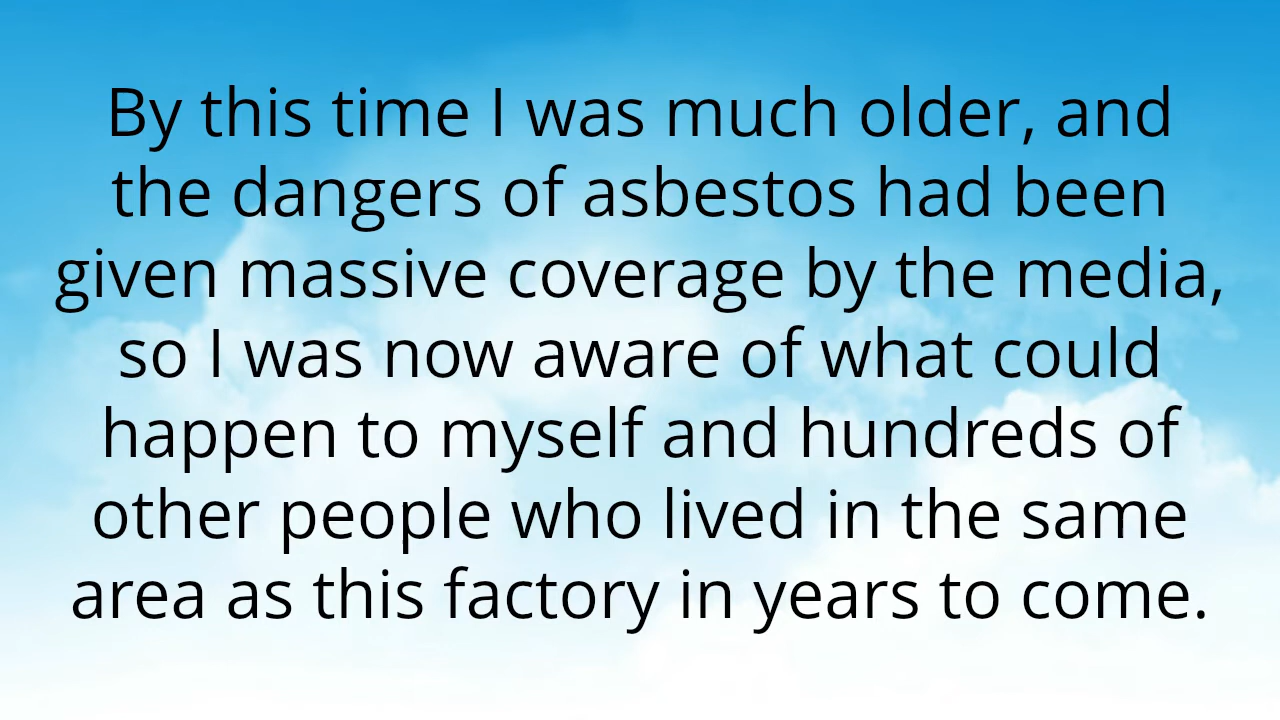 By this time I was much older, and
the dangers of asbestos had been
given massive coverage by the media,
so I was now aware of what could
happen to myself and hundreds of
other people who lived in the same
area as this factory in years to come.